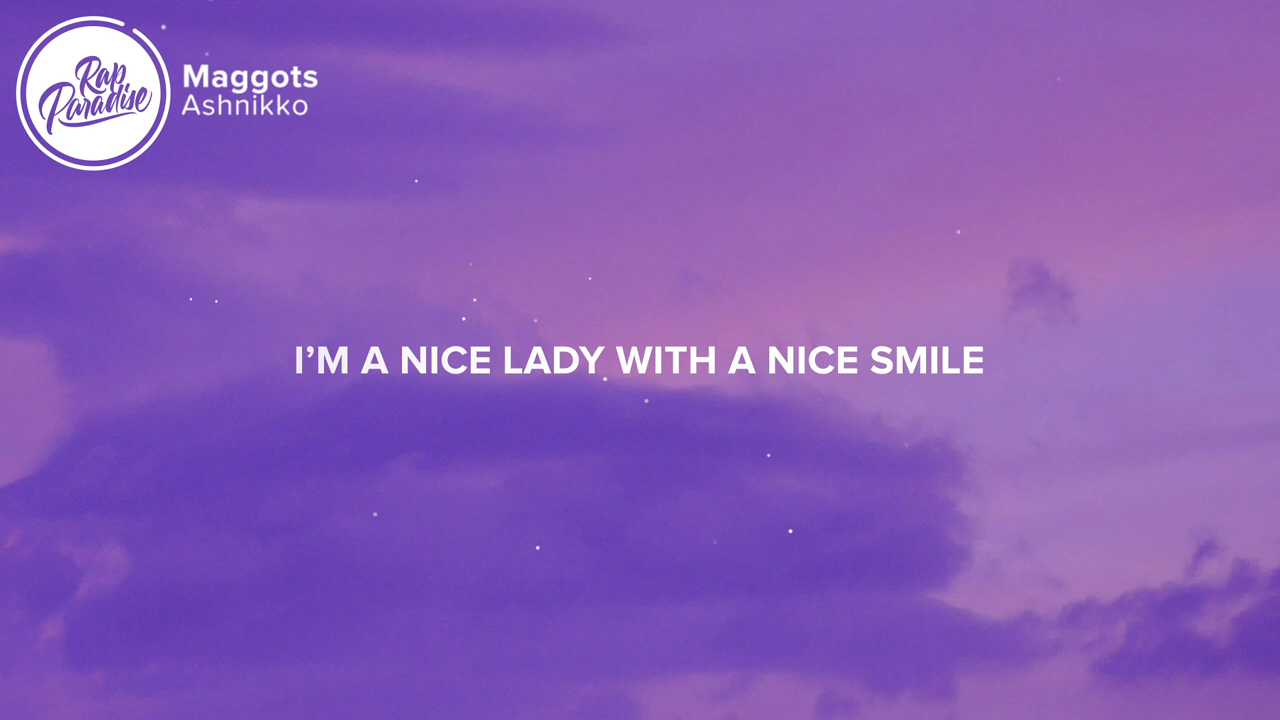 Rap
Paradise
Maggots
Ashnikko
I'M A NICE LADY WITH A NICE SMILE